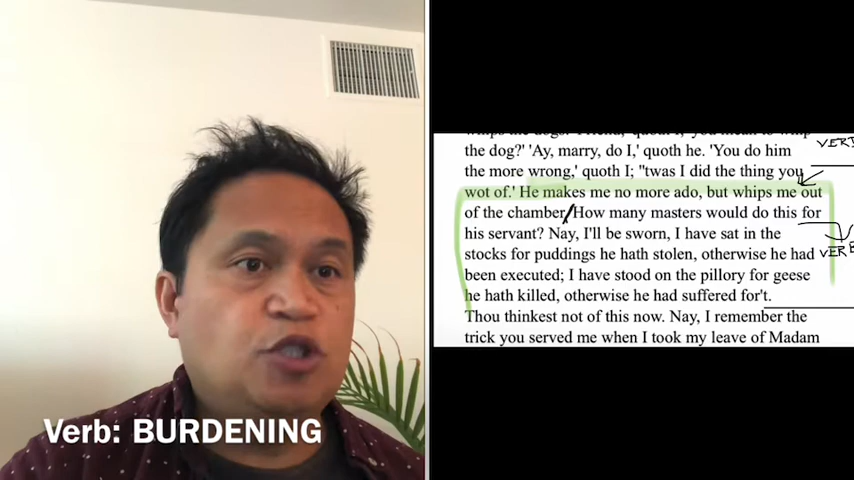 Verb: BURDENING
the dog?' 'Ay, marry, do I,' quoth he. 'You do him
the more wrong,' quoth I; "twas I did the thing you
wot of.' He makes me no more ado, but whips me out
of the chamber/How many masters would do this for
his servant? Nay, I'll be sworn, I have sat in the
stocks for puddings he hath stolen, otherwise he had
been executed; I have stood on the pillory for geese
he hath killed, otherwise he had suffered for't.
Thou thinkest not of this now. Nay, I remember the
trick you served me when I took my leave of Madam